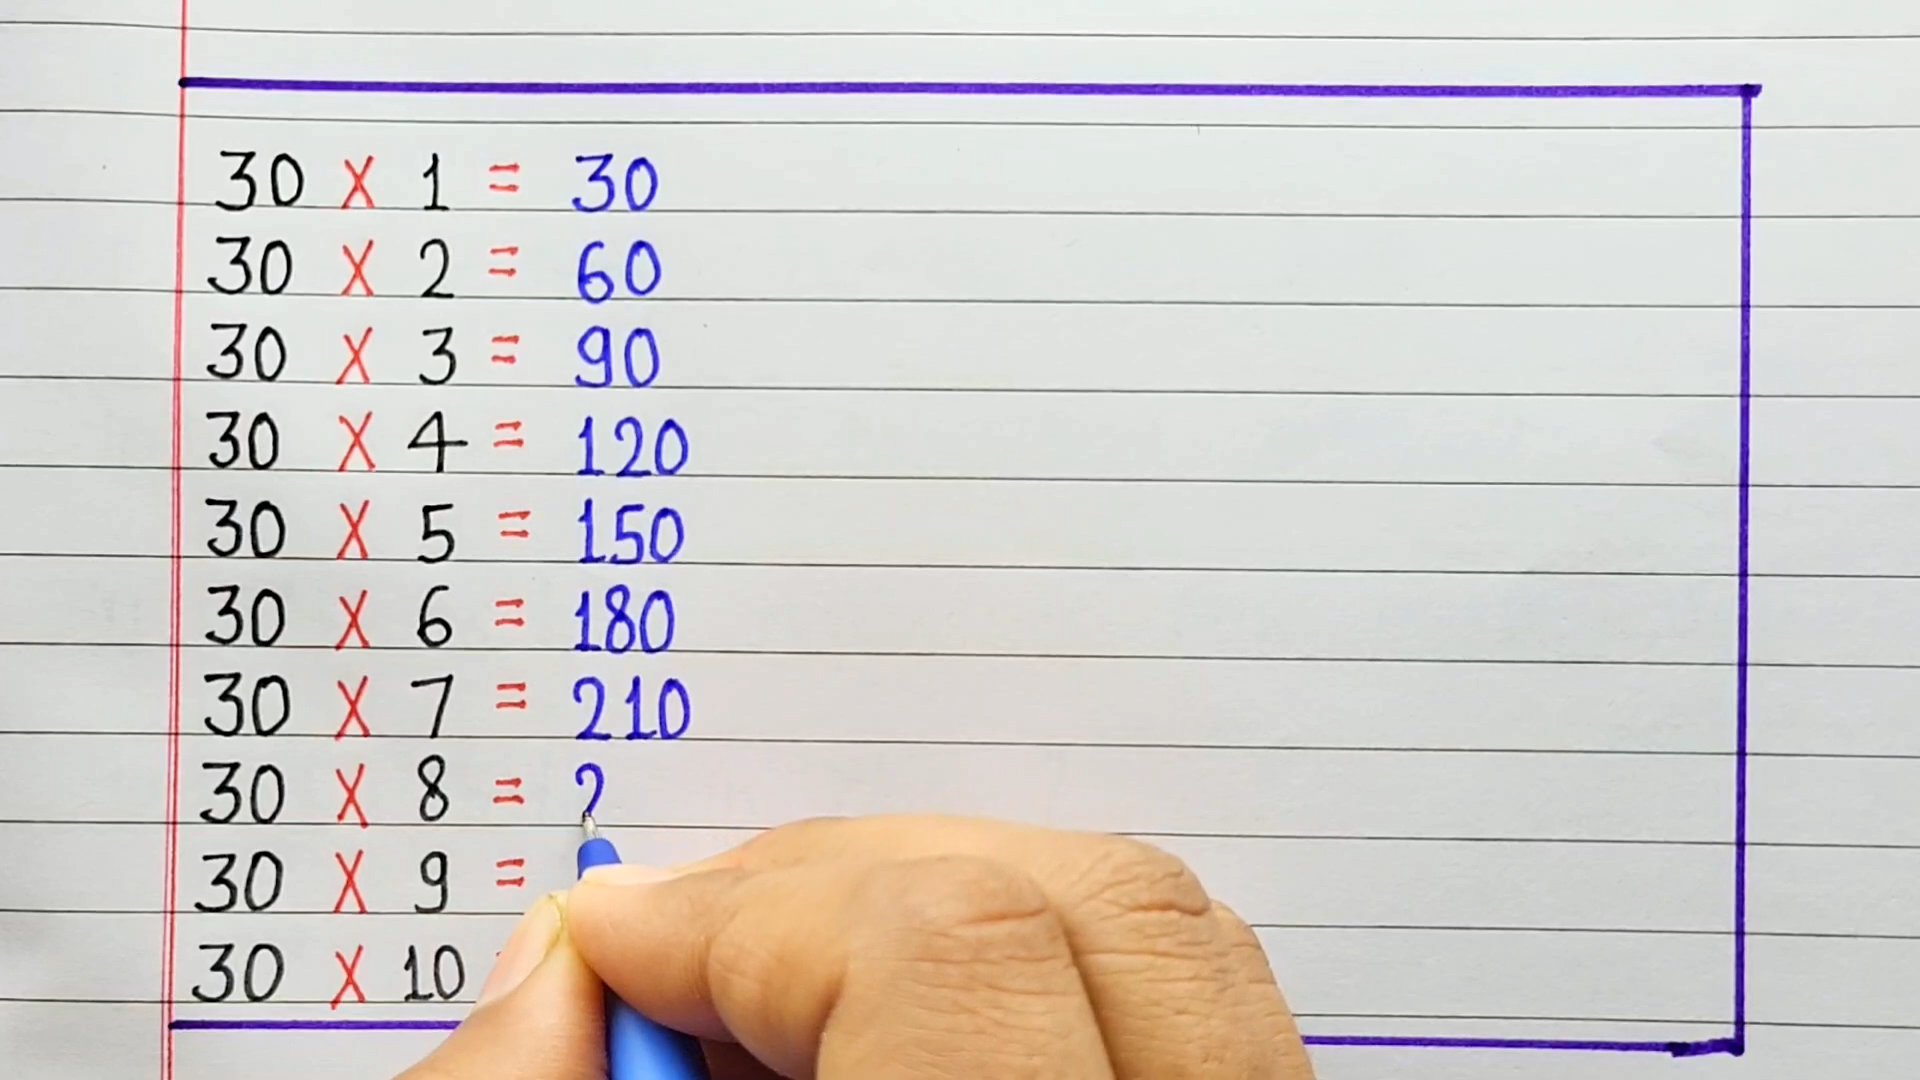 30 X 1 = 30
30 X 2 = 60
30 X 3 = 90
30 X 4 = 120
30 X 5 = 150
30 X 6 = 180
30 X 7 = 210
30 X 8 = 2
30 X 9 =
30 X 10